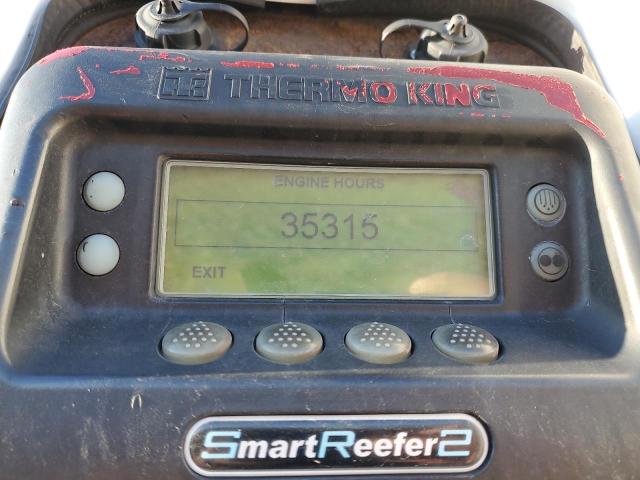 THERMO KING
ENGINE HOURS
35315
EXIT
SmartReefer2